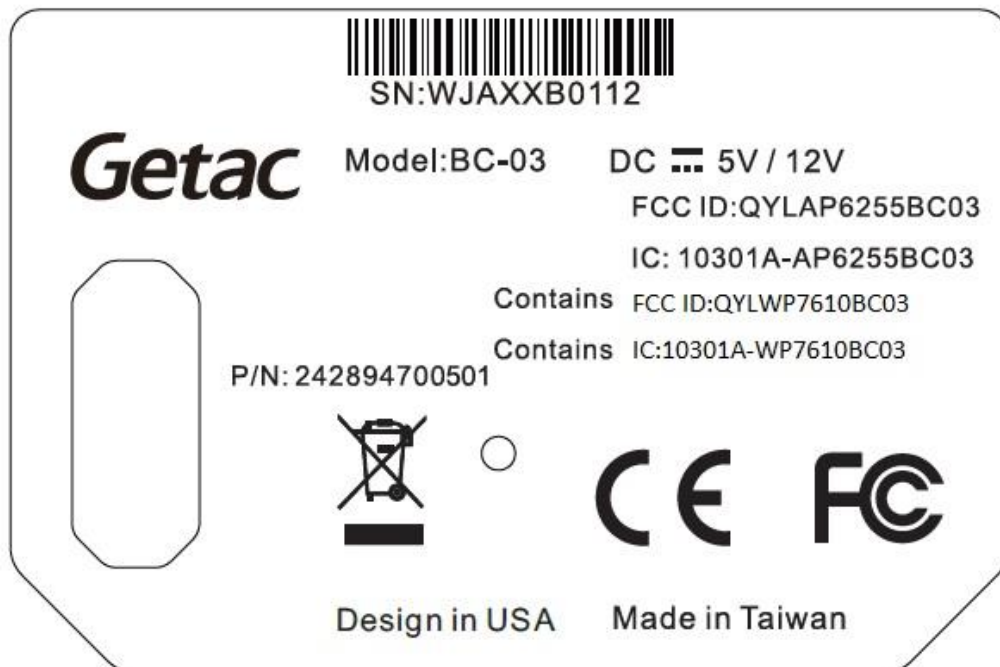 SN:WJAXXB0112
Getac Model:BC-03 DC 5V / 12V
FCC ID:QYLAP6255BC03
IC: 10301A-AP6255BC03
Contains FCC ID:QYLWP7610BC03
Contains IC:10301A-WP7610BC03
P/N: 242894700501
CE FC
Design in USA Made in Taiwan